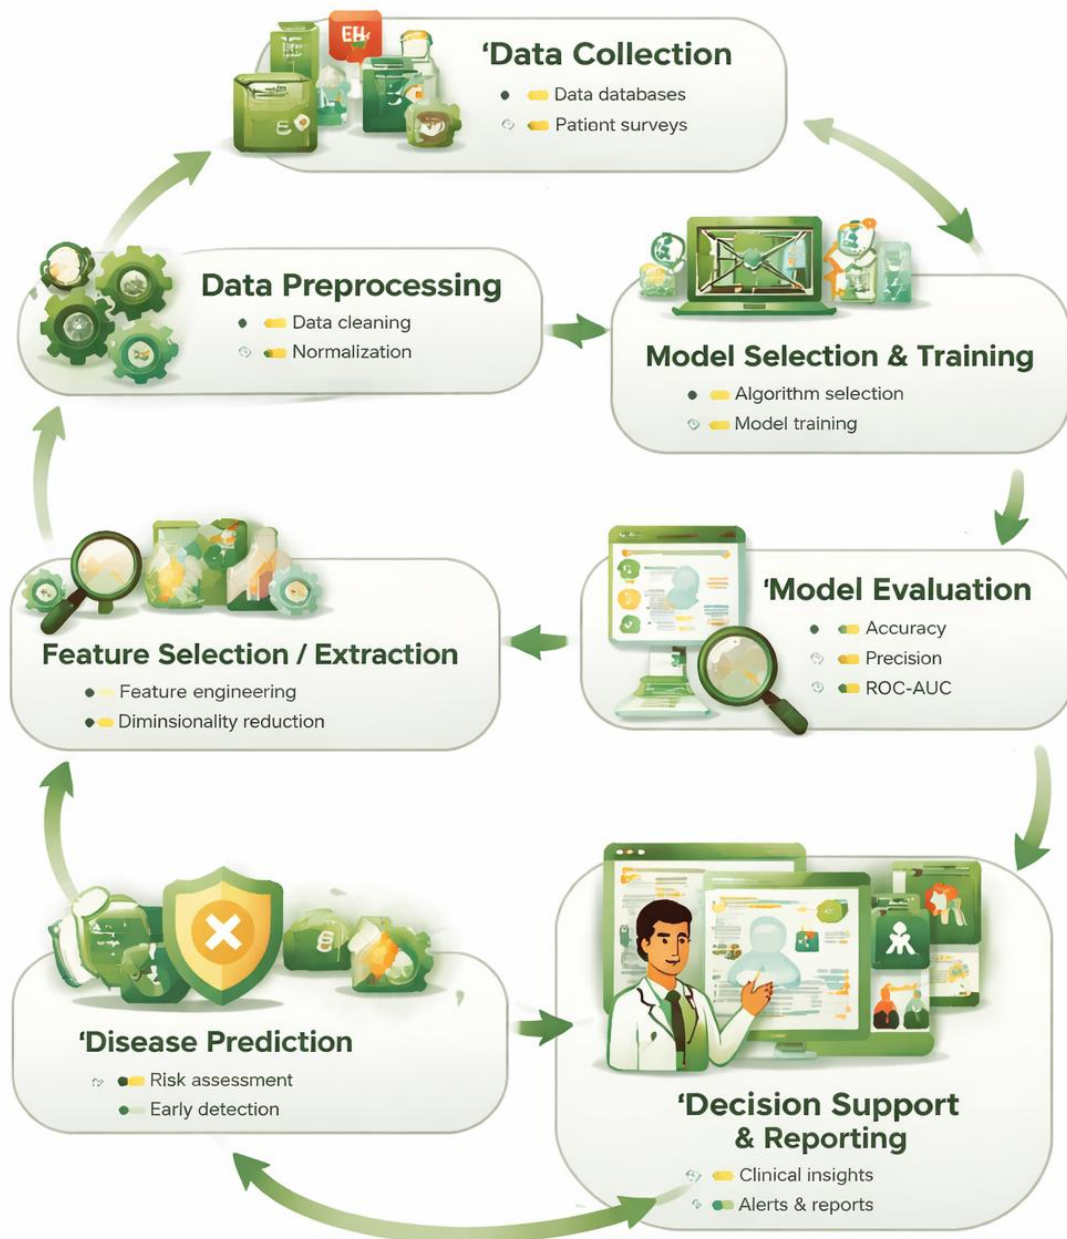 EH
‘Data Collection
Data databases
Patient surveys
Data Preprocessing
Data cleaning
Normalization
Model Selection & Training
Algorithm selection
Model training
Feature Selection / Extraction
Feature engineering
Diminsionality reduction
‘Model Evaluation
Accuracy
Precision
ROC-AUC
‘Disease Prediction
Risk assessment
Early detection
‘Decision Support
& Reporting
Clinical insights
Alerts & reports